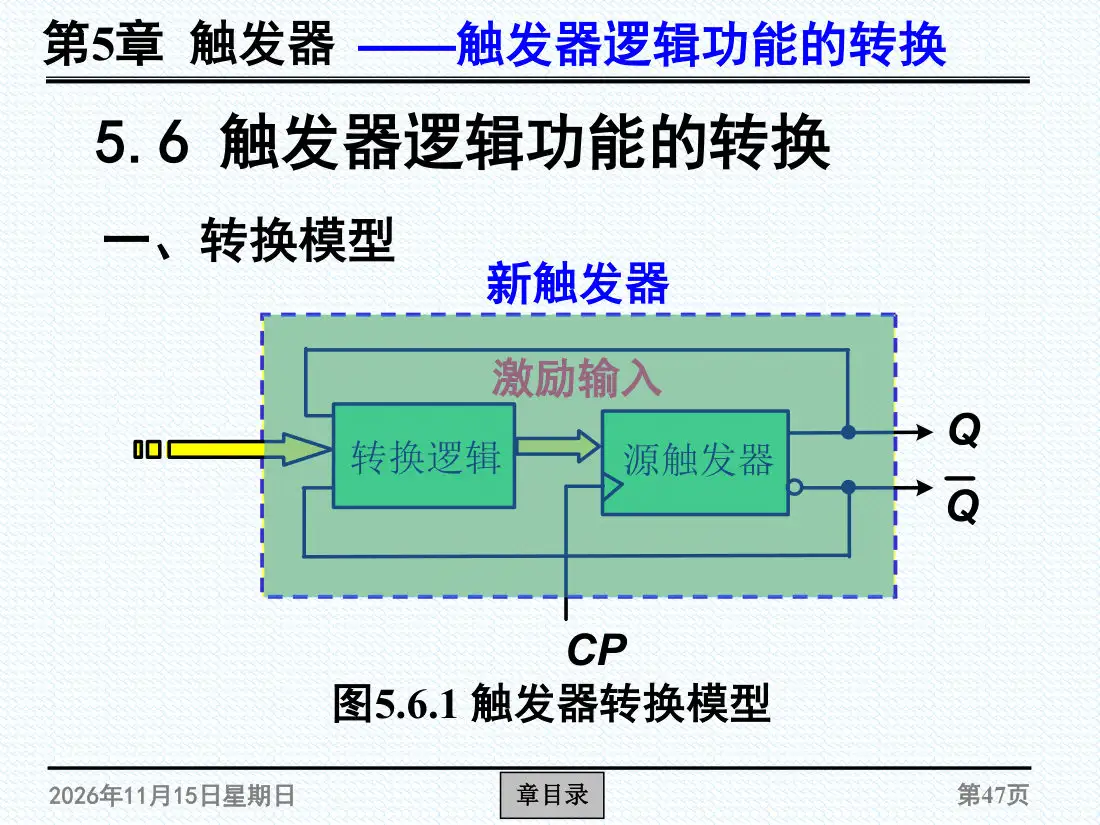 第5章 触发器 ——触发器逻辑功能的转换
5.6 触发器逻辑功能的转换
一、转换模型
新触发器
激励输入
转换逻辑
源触发器
Q
Q̅
CP
图5.6.1 触发器转换模型
2026年11月15日星期日
章目录
第47页